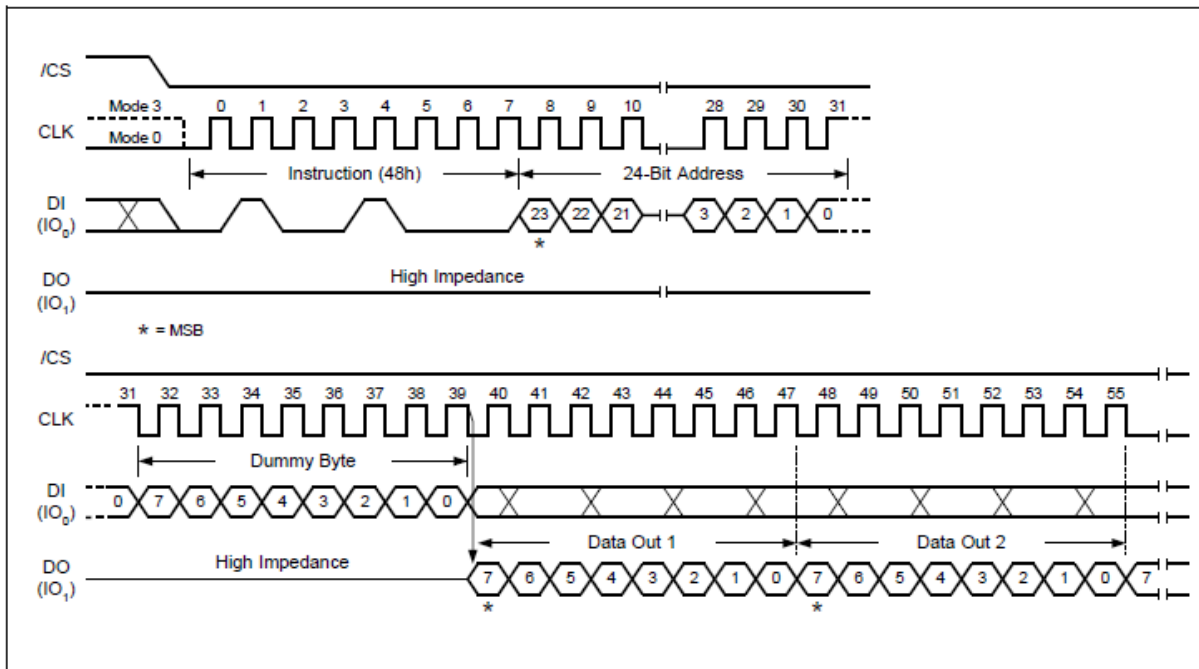 /CS
Mode 3 0 1 2 3 4 5 6 7 8 9 10 28 29 30 31
CLK
Mode 0
Instruction (48h) 24-Bit Address
DI
(IO0)
23 22 21 3 2 1 0
*
High Impedance
DO
(IO1)
* = MSB
/CS
31 32 33 34 35 36 37 38 39 40 41 42 43 44 45 46 47 48 49 50 51 52 53 54 55
CLK
Dummy Byte
DI
(IO0)
0 7 6 5 4 3 2 1 0
Data Out 1 Data Out 2
High Impedance
DO
(IO1)
7 6 5 4 3 2 1 0 7 6 5 4 3 2 1 0 7
* *